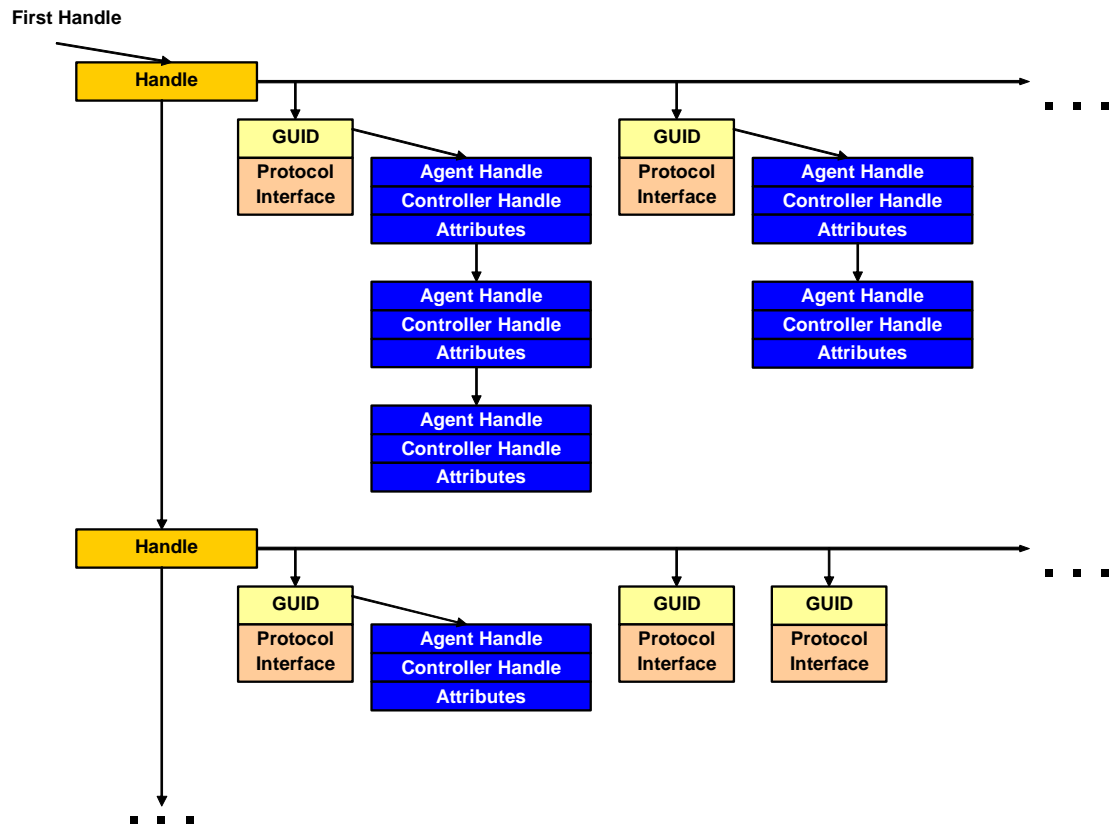 First Handle
Handle
GUID
Protocol
Interface
Agent Handle
Controller Handle
Attributes
Agent Handle
Controller Handle
Attributes
Agent Handle
Controller Handle
Attributes
GUID
Protocol
Interface
Agent Handle
Controller Handle
Attributes
Agent Handle
Controller Handle
Attributes
Handle
GUID
Protocol
Interface
Agent Handle
Controller Handle
Attributes
GUID
Protocol
Interface
GUID
Protocol
Interface